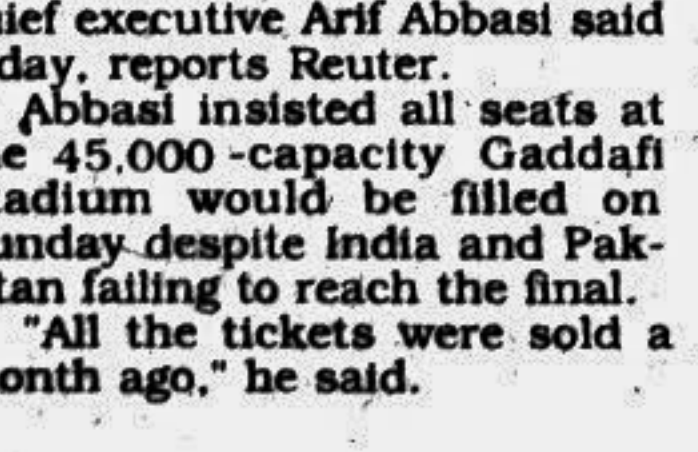 ief executive Arif Abbasi said
day, reports Reuter.
Abbasi insisted all seats at
e 45,000-capacity Gaddafi
adium would be filled on
unday despite India and Pak-
tan failing to reach the final.
"All the tickets were sold a
onth ago," he said.